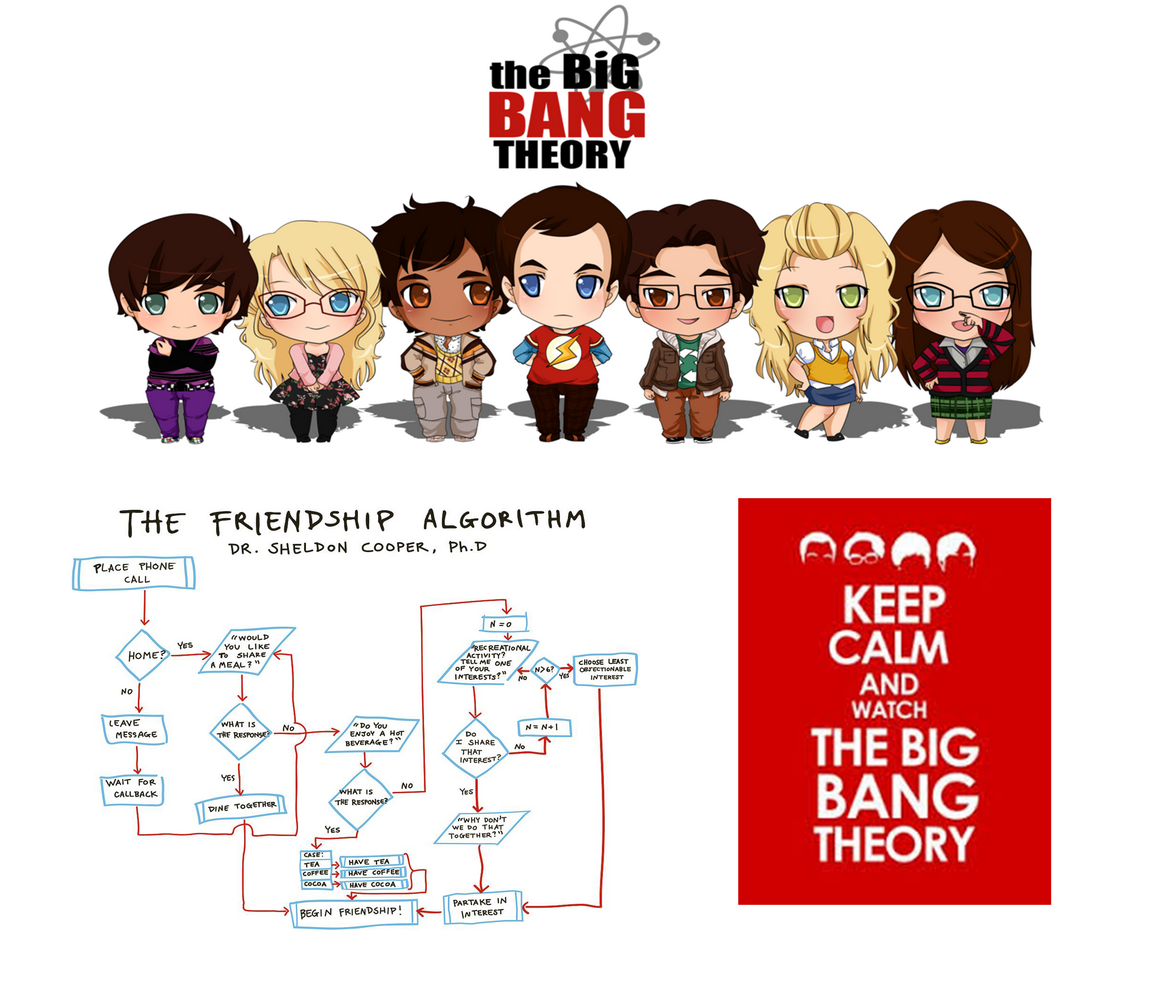 the BiG
BANG
THEORY
THE FRIENDSHIP ALGORITHM
DR. SHELDON COOPER, Ph.D
PLACE PHONE
CALL
HOME?
YES
NO
"WOULD
YOU LIKE
TO SHARE
A MEAL?"
LEAVE
MESSAGE
WAIT FOR
CALLBACK
WHAT IS
THE RESPONSE?
NO
YES
DINE TOGETHER
"DO YOU
ENJOY A HOT
BEVERAGE?"
WHAT IS
THE RESPONSE?
NO
YES
CASE:
TEA
COFFEE
COCOA
HAVE TEA
HAVE COFFEE
HAVE COCOA
BEGIN FRIENDSHIP!
N=0
"RECREATIONAL
ACTIVITY?
TELL ME ONE
OF YOUR
INTERESTS?"
NO
N>6?
YES
CHOOSE LEAST
OBJECTIONABLE
INTEREST
N=N+1
DO
I SHARE
THAT
INTEREST?
NO
YES
"WHY DON'T
WE DO THAT
TOGETHER?"
PARTAKE IN
INTEREST
KEEP
CALM
AND
WATCH
THE BIG
BANG
THEORY